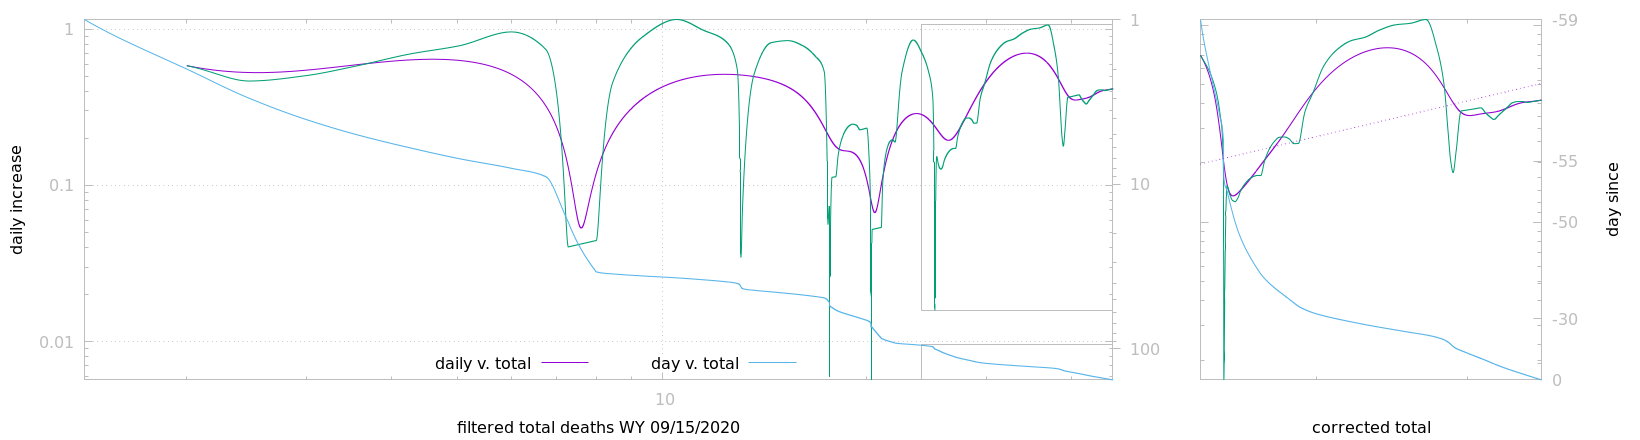 1
0.1
0.01
daily increase
daily v. total
day v. total
10
filtered total deaths WY 09/15/2020
1
10
100
-59
-55
-50
-30
0
day since
corrected total